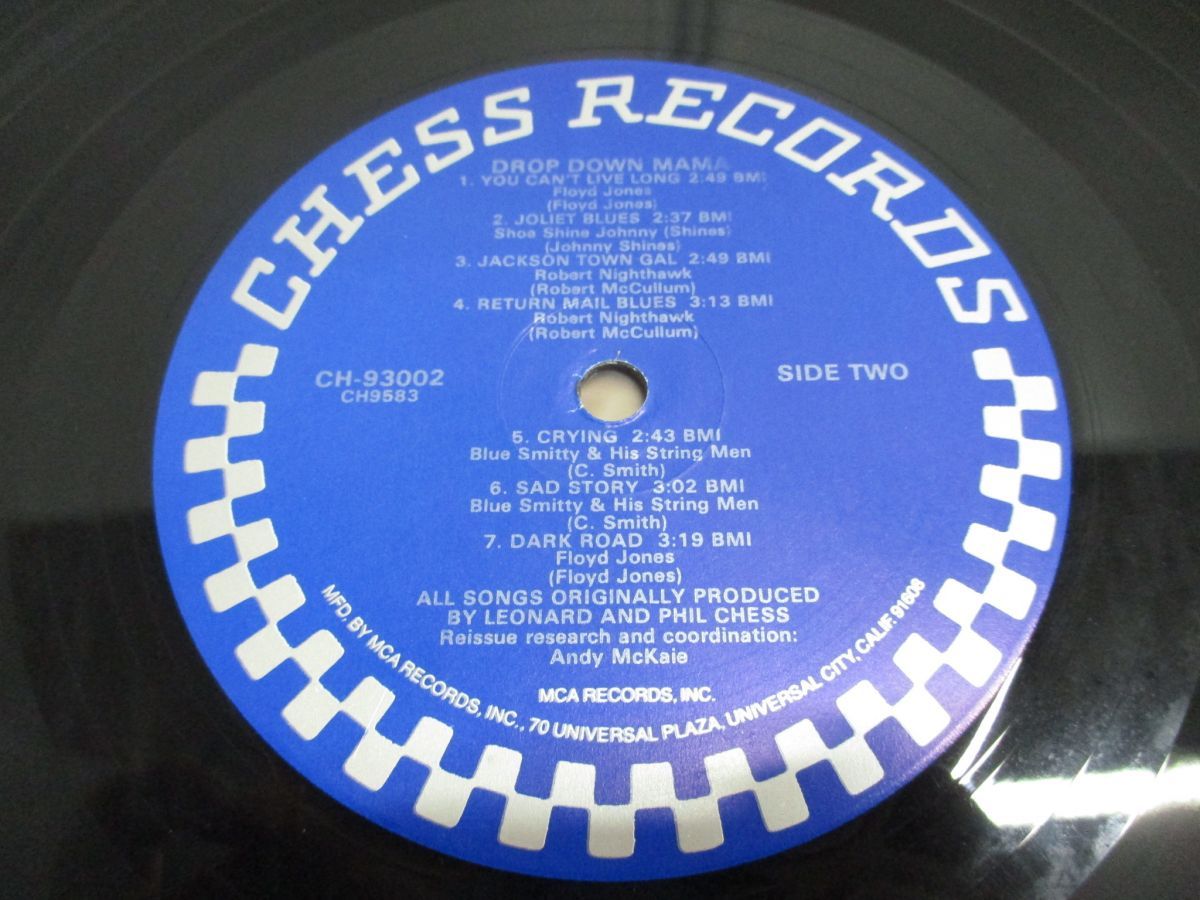 CHESS RECORDS
DROP DOWN MAMA
1. YOU CAN'T LIVE LONG 2:49 BMI
Floyd Jones
(Floyd Jones)
2. JOLIET BLUES 2:37 BMI
Shoe Shine Johnny (Shines)
(Johnny Shines)
3. JACKSON TOWN GAL 2:49 BMI
Robert Nighthawk
(Robert McCullum)
4. RETURN MAIL BLUES 3:13 BMI
Robert Nighthawk
(Robert McCullum)
CH-93002
CH9583
SIDE TWO
5. CRYING 2:43 BMI
Blue Smitty & His String Men
(C. Smith)
6. SAD STORY 3:02 BMI
Blue Smitty & His String Men
(C. Smith)
7. DARK ROAD 3:19 BMI
Floyd Jones
(Floyd Jones)
ALL SONGS ORIGINALLY PRODUCED
BY LEONARD AND PHIL CHESS
Reissue research and coordination:
Andy McKaie
MCA RECORDS, INC.
MFD. BY MCA RECORDS, INC., 70 UNIVERSAL PLAZA, UNIVERSAL CITY, CALIF. 91608